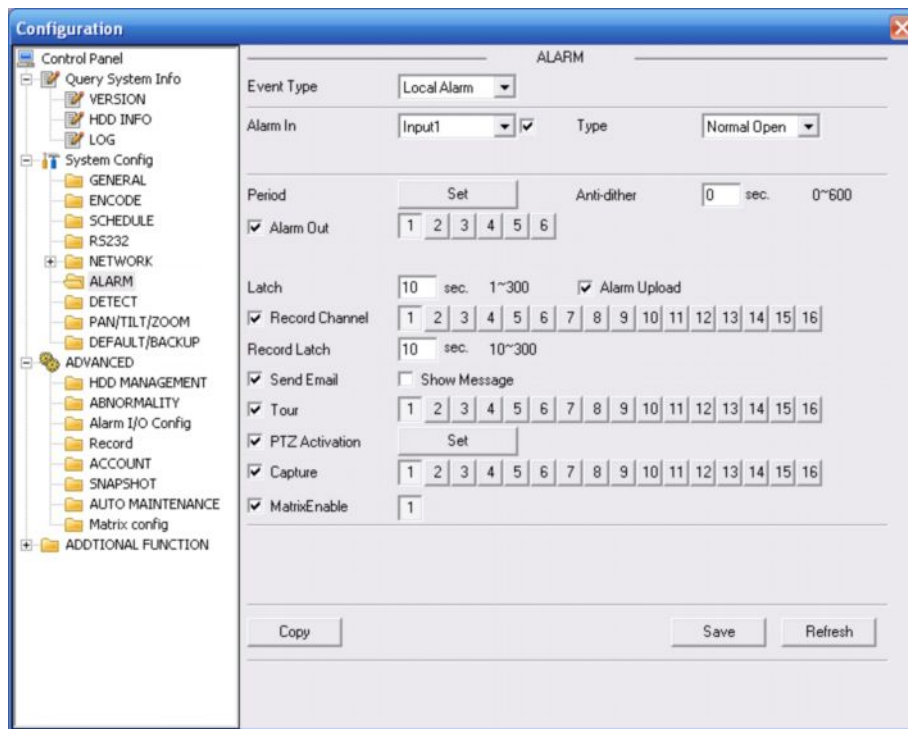 Configuration
Control Panel
Query System Info
VERSION
HDD INFO
LOG
System Config
GENERAL
ENCODE
SCHEDULE
RS232
NETWORK
ALARM
DETECT
PAN/TILT/ZOOM
DEFAULT/BACKUP
ADVANCED
HDD MANAGEMENT
ABNORMALITY
Alarm I/O Config
Record
ACCOUNT
SNAPSHOT
AUTO MAINTENANCE
Matrix config
ADDTIONAL FUNCTION
ALARM
Event Type Local Alarm
Alarm In Input1 Type Normal Open
Period Set Anti-dither 0 sec. 0~600
Alarm Out 1 2 3 4 5 6
Latch 10 sec. 1~300 Alarm Upload
Record Channel 1 2 3 4 5 6 7 8 9 10 11 12 13 14 15 16
Record Latch 10 sec. 10~300
Send Email Show Message
Tour 1 2 3 4 5 6 7 8 9 10 11 12 13 14 15 16
PTZ Activation Set
Capture 1 2 3 4 5 6 7 8 9 10 11 12 13 14 15 16
MatrixEnable 1
Copy Save Refresh